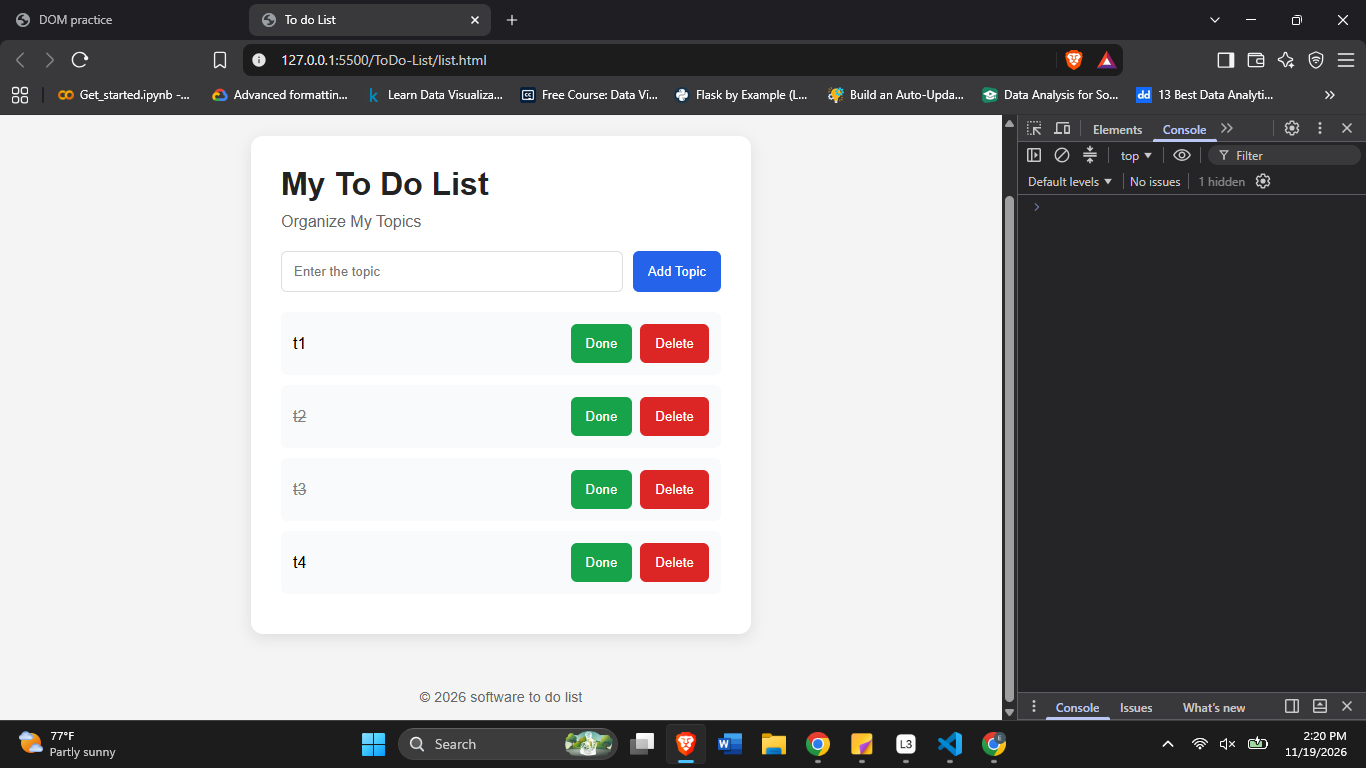 DOM practice
To do List
127.0.0.1:5500/ToDo-List/list.html
Get_started.ipynb -...
Advanced formattin...
Learn Data Visualiza...
Free Course: Data Vi...
Flask by Example (L...
Build an Auto-Upda...
Data Analysis for So...
dd
13 Best Data Analyti...
My To Do List
Organize My Topics
Enter the topic
Add Topic
t1
Done
Delete
t2
Done
Delete
t3
Done
Delete
t4
Done
Delete
© 2026 software to do list
Elements
Console
top
Filter
Default levels
No issues
1 hidden
Console
Issues
What's new
77°F
Partly sunny
Search
L3
2:20 PM
11/19/2026